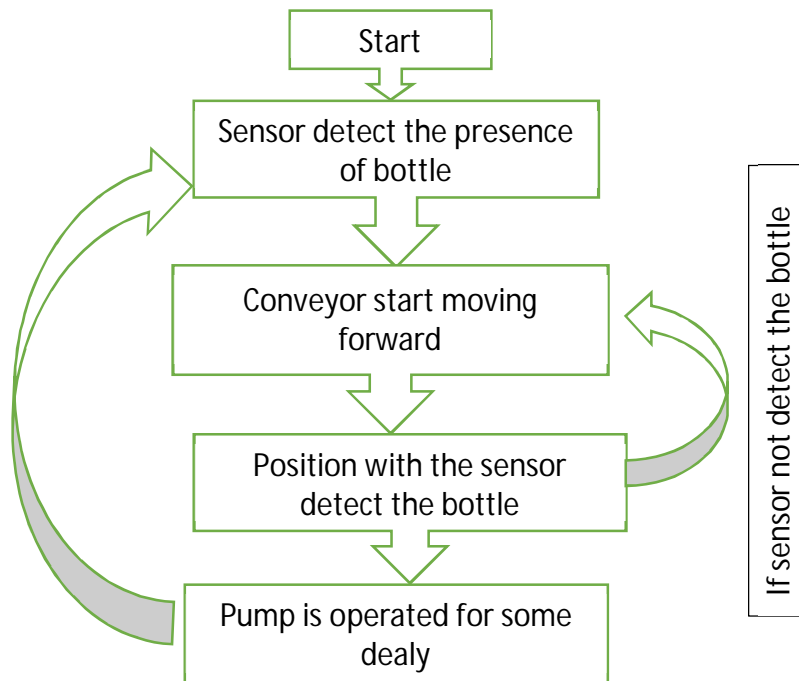 Start
Sensor detect the presence
of bottle
Conveyor start moving
forward
If sensor not detect the bottle
Position with the sensor
detect the bottle
Pump is operated for some
dealy